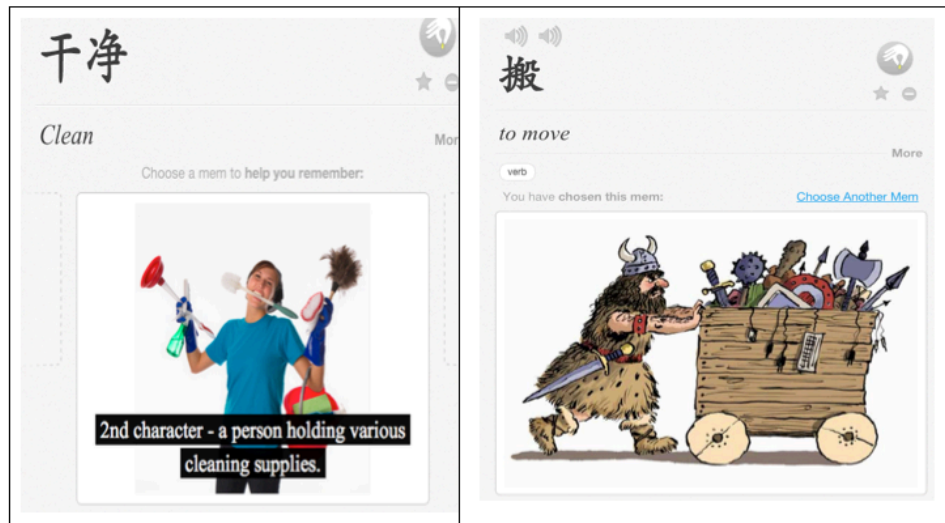 干净
Clean
Mor
Choose a mem to help you remember:
2nd character - a person holding various
cleaning supplies.
搬
to move
More
verb
You have chosen this mem:
Choose Another Mem